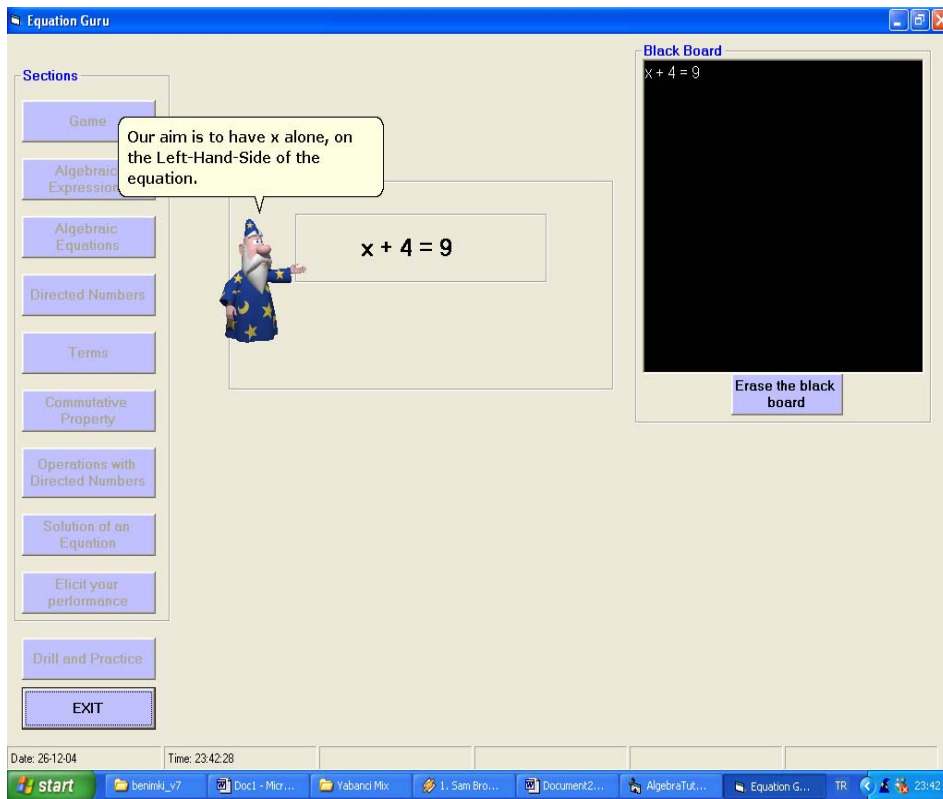 Equation Guru
Sections
Game
Algebraic
Expression
Algebraic
Equations
Directed Numbers
Terms
Commutative
Property
Operations with
Directed Numbers
Solution of an
Equation
Elicit your
performance
Drill and Practice
EXIT
Our aim is to have x alone, on
the Left-Hand-Side of the
equation.
x + 4 = 9
Black Board
x + 4 = 9
Erase the black
board
Date: 26-12-04
Time: 23:42:28
start
benimki_v7
Doc1 - Micr...
Yabanci Mix
1. Sam Bro...
Document2...
AlgebraTut...
Equation G...
TR
23:42